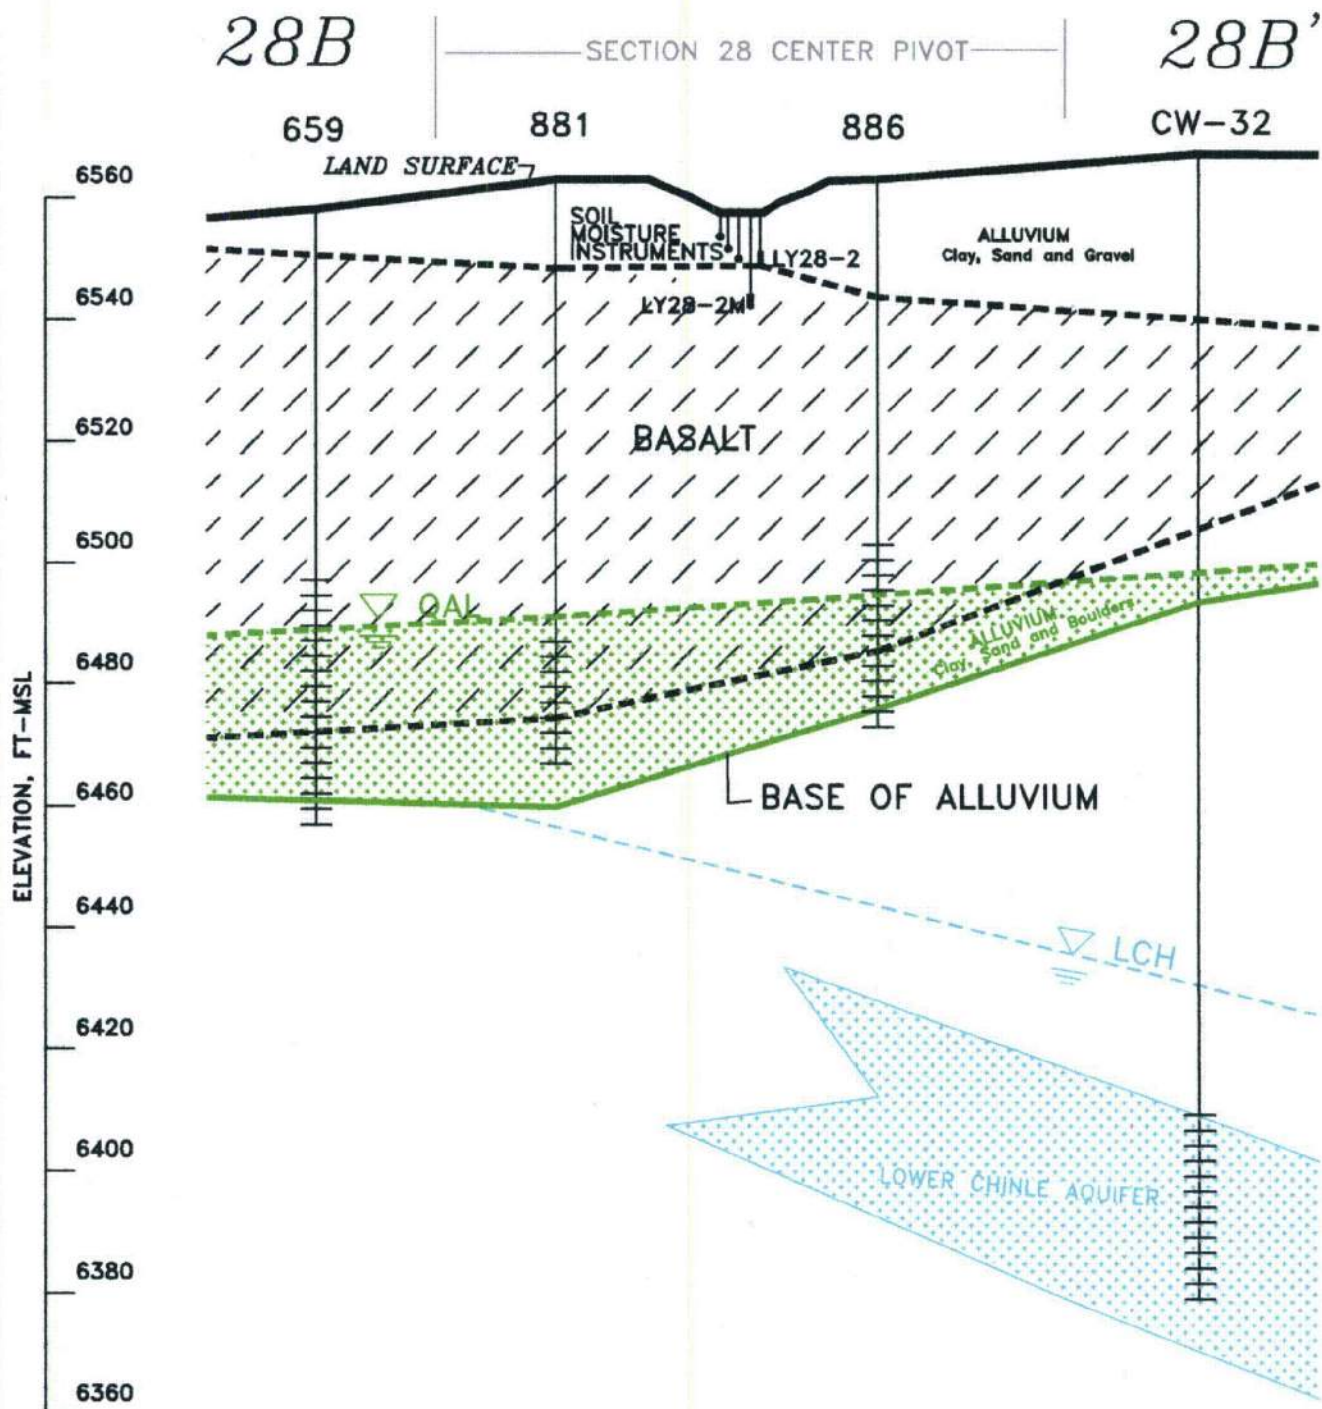 28B
SECTION 28 CENTER PIVOT
28B'
659
881
886
CW-32
LAND SURFACE
6560
SOIL
MOISTURE
INSTRUMENTS
LY28-2
ALLUVIUM
Clay, Sand and Gravel
6540
LY28-2M
6520
BASALT
6500
QAL
ALLUVIUM
Clay, Sand and Boulders
6480
ELEVATION, FT-MSL
6460
BASE OF ALLUVIUM
6440
LCH
6420
6400
LOWER CHINLE AQUIFER
6380
6360